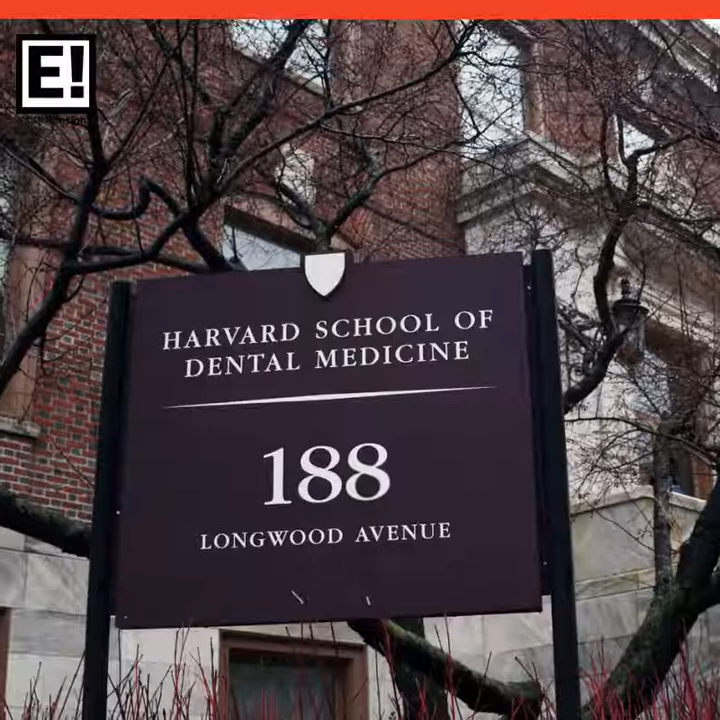 E!
HARVARD SCHOOL OF
DENTAL MEDICINE
188
LONGWOOD AVENUE